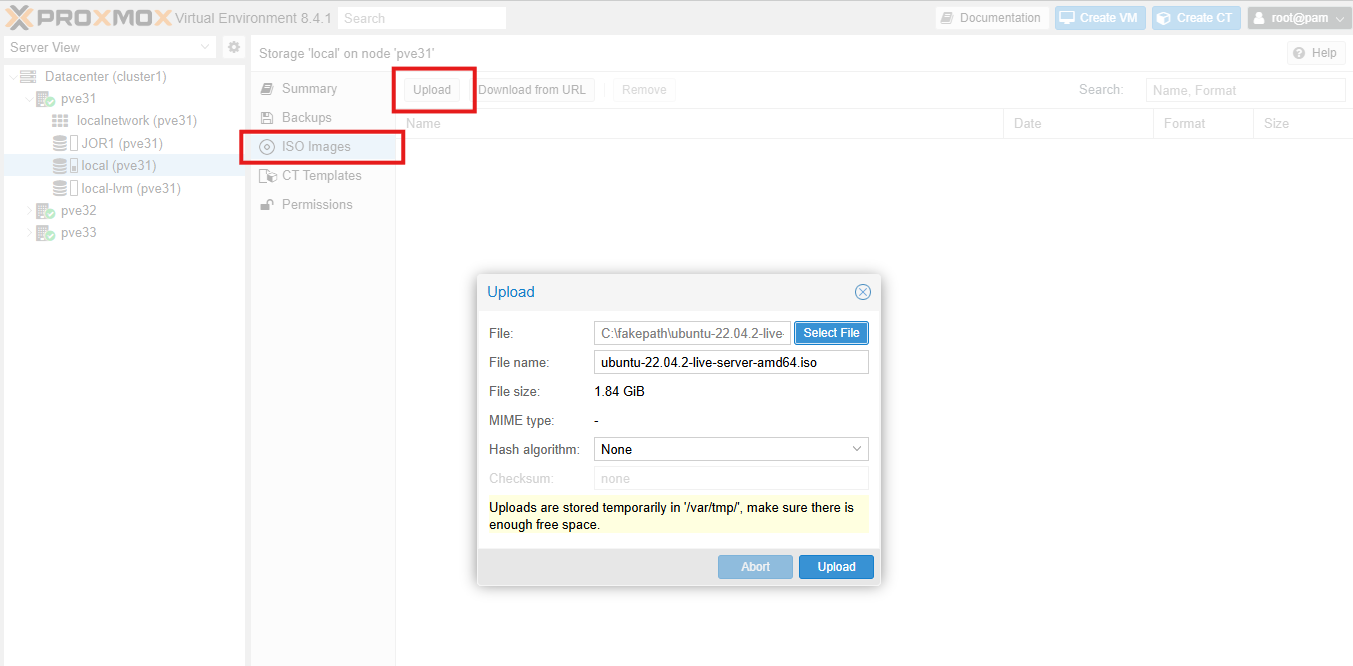 PROXMOX Virtual Environment 8.4.1 Search Documentation Create VM Create CT root@pam
Server View
Storage 'local' on node 'pve31' Help
Datacenter (cluster1)
pve31
localnetwork (pve31)
JOR1 (pve31)
local (pve31)
local-lvm (pve31)
pve32
pve33
Summary
Backups
ISO Images
CT Templates
Permissions
Upload Download from URL Remove Search: Name, Format
Name Date Format Size
Upload
File: C:\fakepath\ubuntu-22.04.2-live- Select File
File name: ubuntu-22.04.2-live-server-amd64.iso
File size: 1.84 GiB
MIME type: -
Hash algorithm: None
Checksum: none
Uploads are stored temporarily in '/var/tmp/', make sure there is
enough free space.
Abort Upload